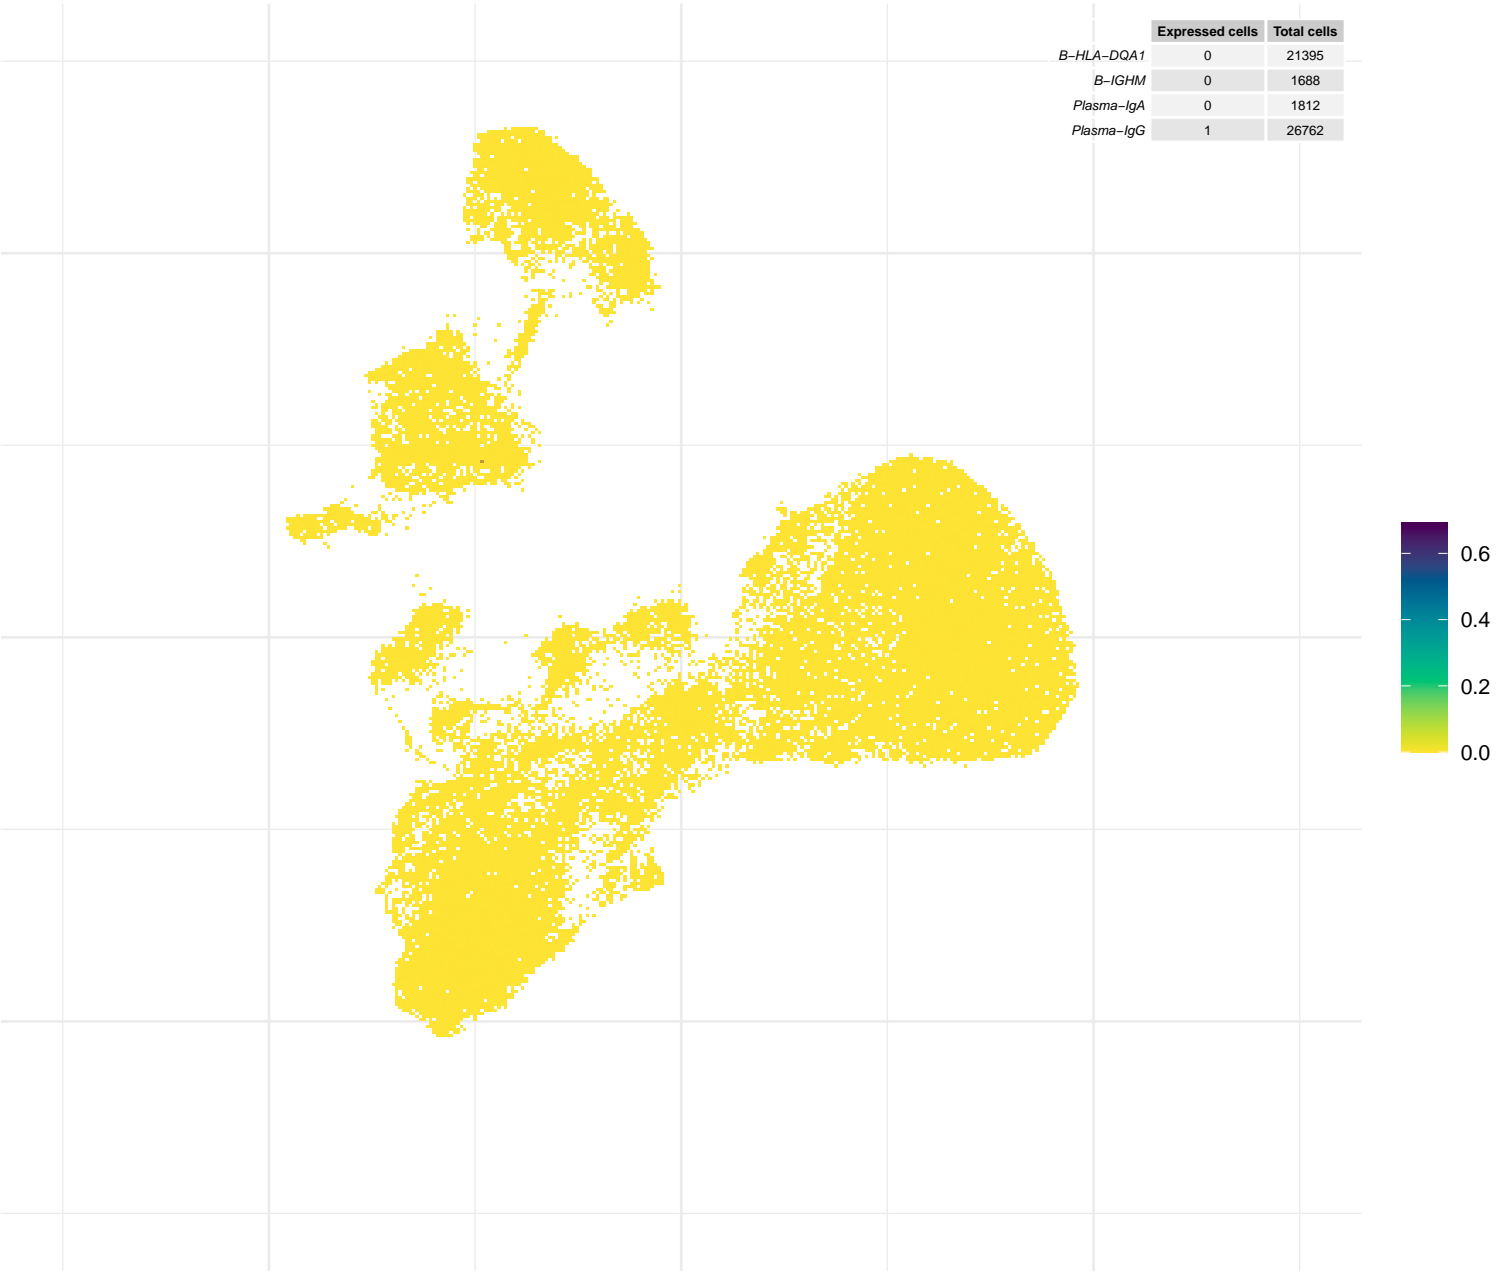 Expressed cells Total cells
B−HLA−DQA1 0 21395
B−IGHM 0 1688
Plasma−IgA 0 1812
Plasma−IgG 1 26762
0.6
0.4
0.2
0.0